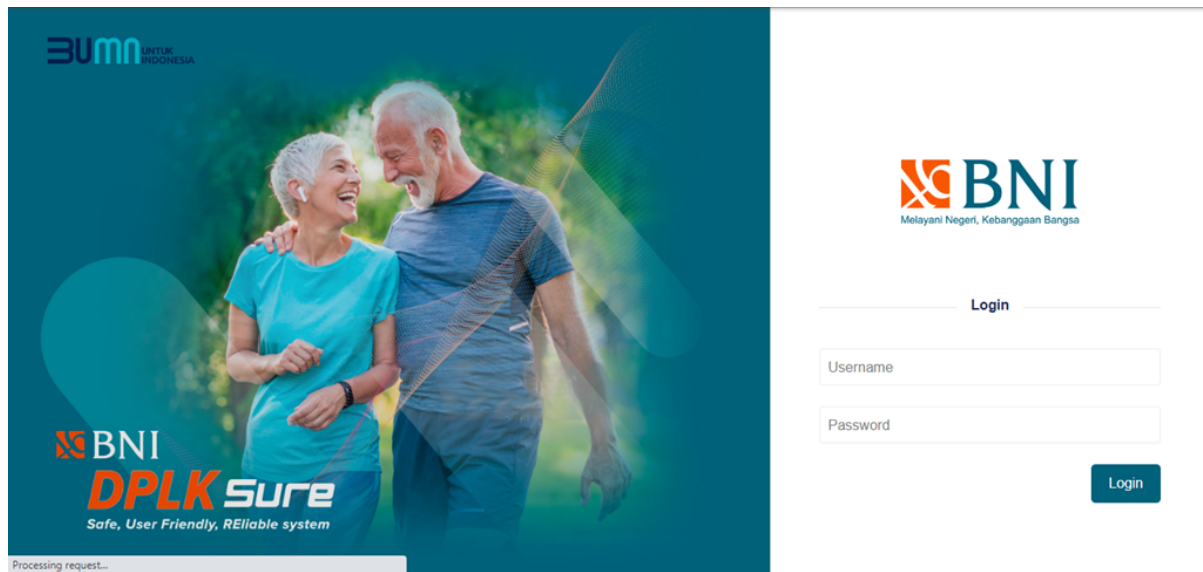 BUMN UNTUK
INDONESIA
BNI
DPLK Sure
Safe, User Friendly, REliable system
Processing request...
BNI
Melayani Negeri, Kebanggaan Bangsa
Login
Username
Password
Login